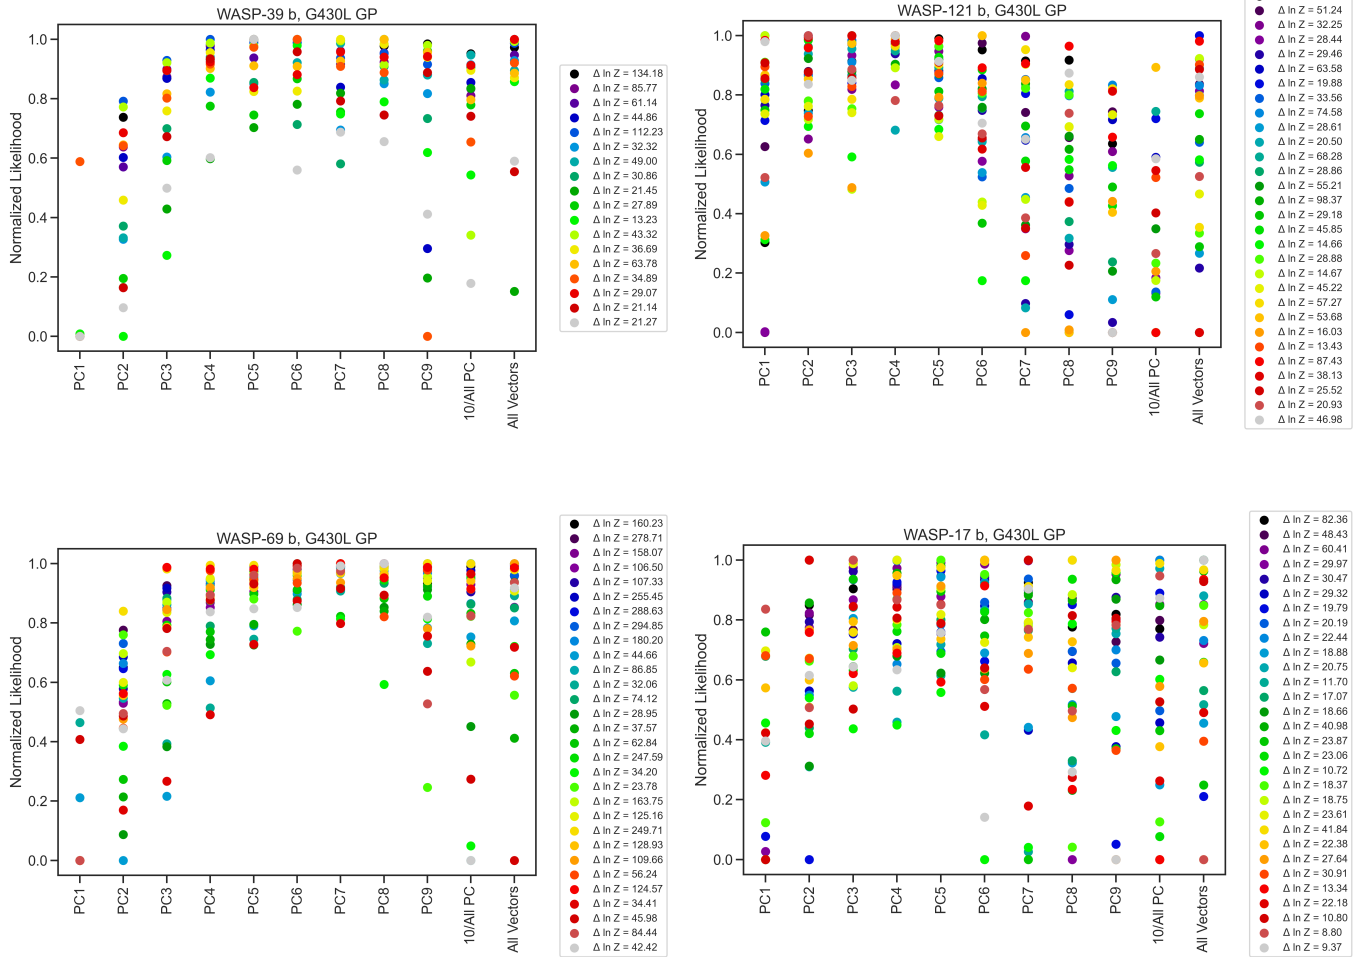 WASP-39 b, G430L GP
Normalized Likelihood
1.0
0.8
0.6
0.4
0.2
0.0
PC1
PC2
PC3
PC4
PC5
PC6
PC7
PC8
PC9
10/All PC
All Vectors
Δ ln Z = 134.18
Δ ln Z = 85.77
Δ ln Z = 61.14
Δ ln Z = 44.86
Δ ln Z = 112.23
Δ ln Z = 32.32
Δ ln Z = 49.00
Δ ln Z = 30.86
Δ ln Z = 21.45
Δ ln Z = 27.89
Δ ln Z = 13.23
Δ ln Z = 43.32
Δ ln Z = 36.69
Δ ln Z = 63.78
Δ ln Z = 34.89
Δ ln Z = 29.07
Δ ln Z = 21.14
Δ ln Z = 21.27
WASP-121 b, G430L GP
Normalized Likelihood
1.0
0.8
0.6
0.4
0.2
0.0
PC1
PC2
PC3
PC4
PC5
PC6
PC7
PC8
PC9
10/All PC
All Vectors
Δ ln Z = 51.24
Δ ln Z = 32.25
Δ ln Z = 28.44
Δ ln Z = 29.46
Δ ln Z = 63.58
Δ ln Z = 19.88
Δ ln Z = 33.56
Δ ln Z = 74.58
Δ ln Z = 28.61
Δ ln Z = 20.50
Δ ln Z = 68.28
Δ ln Z = 28.86
Δ ln Z = 55.21
Δ ln Z = 98.37
Δ ln Z = 29.18
Δ ln Z = 45.85
Δ ln Z = 14.66
Δ ln Z = 28.88
Δ ln Z = 14.67
Δ ln Z = 45.22
Δ ln Z = 57.27
Δ ln Z = 53.68
Δ ln Z = 16.03
Δ ln Z = 13.43
Δ ln Z = 87.43
Δ ln Z = 38.13
Δ ln Z = 25.52
Δ ln Z = 20.93
Δ ln Z = 46.98
WASP-69 b, G430L GP
Normalized Likelihood
1.0
0.8
0.6
0.4
0.2
0.0
PC1
PC2
PC3
PC4
PC5
PC6
PC7
PC8
PC9
10/All PC
All Vectors
Δ ln Z = 160.23
Δ ln Z = 278.71
Δ ln Z = 158.07
Δ ln Z = 106.50
Δ ln Z = 107.33
Δ ln Z = 255.45
Δ ln Z = 288.63
Δ ln Z = 294.85
Δ ln Z = 180.20
Δ ln Z = 44.66
Δ ln Z = 86.85
Δ ln Z = 32.06
Δ ln Z = 74.12
Δ ln Z = 28.95
Δ ln Z = 37.57
Δ ln Z = 62.84
Δ ln Z = 247.59
Δ ln Z = 34.20
Δ ln Z = 23.78
Δ ln Z = 163.75
Δ ln Z = 125.16
Δ ln Z = 249.71
Δ ln Z = 128.93
Δ ln Z = 109.66
Δ ln Z = 56.24
Δ ln Z = 124.57
Δ ln Z = 34.41
Δ ln Z = 45.98
Δ ln Z = 84.44
Δ ln Z = 42.42
WASP-17 b, G430L GP
Normalized Likelihood
1.0
0.8
0.6
0.4
0.2
0.0
PC1
PC2
PC3
PC4
PC5
PC6
PC7
PC8
PC9
10/All PC
All Vectors
Δ ln Z = 82.36
Δ ln Z = 48.43
Δ ln Z = 60.41
Δ ln Z = 29.97
Δ ln Z = 30.47
Δ ln Z = 29.32
Δ ln Z = 19.79
Δ ln Z = 20.19
Δ ln Z = 22.44
Δ ln Z = 18.88
Δ ln Z = 20.75
Δ ln Z = 11.70
Δ ln Z = 17.07
Δ ln Z = 18.66
Δ ln Z = 40.98
Δ ln Z = 23.87
Δ ln Z = 23.06
Δ ln Z = 10.72
Δ ln Z = 18.37
Δ ln Z = 18.75
Δ ln Z = 23.61
Δ ln Z = 41.84
Δ ln Z = 22.38
Δ ln Z = 27.64
Δ ln Z = 30.91
Δ ln Z = 13.34
Δ ln Z = 22.18
Δ ln Z = 10.80
Δ ln Z = 8.80
Δ ln Z = 9.37